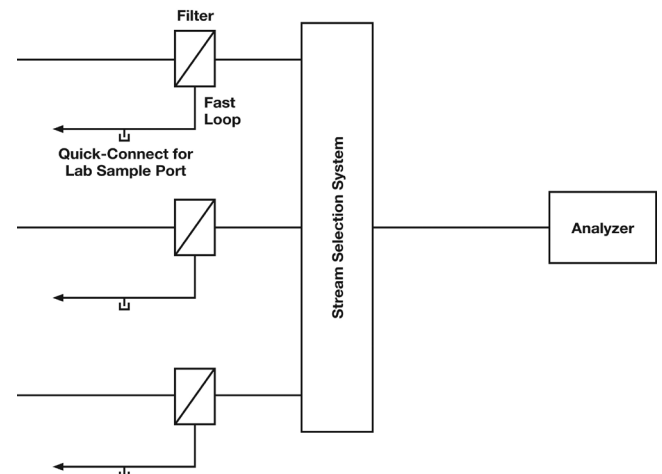 Filter
Fast
Loop
Quick-Connect for
Lab Sample Port
Stream Selection System
Analyzer